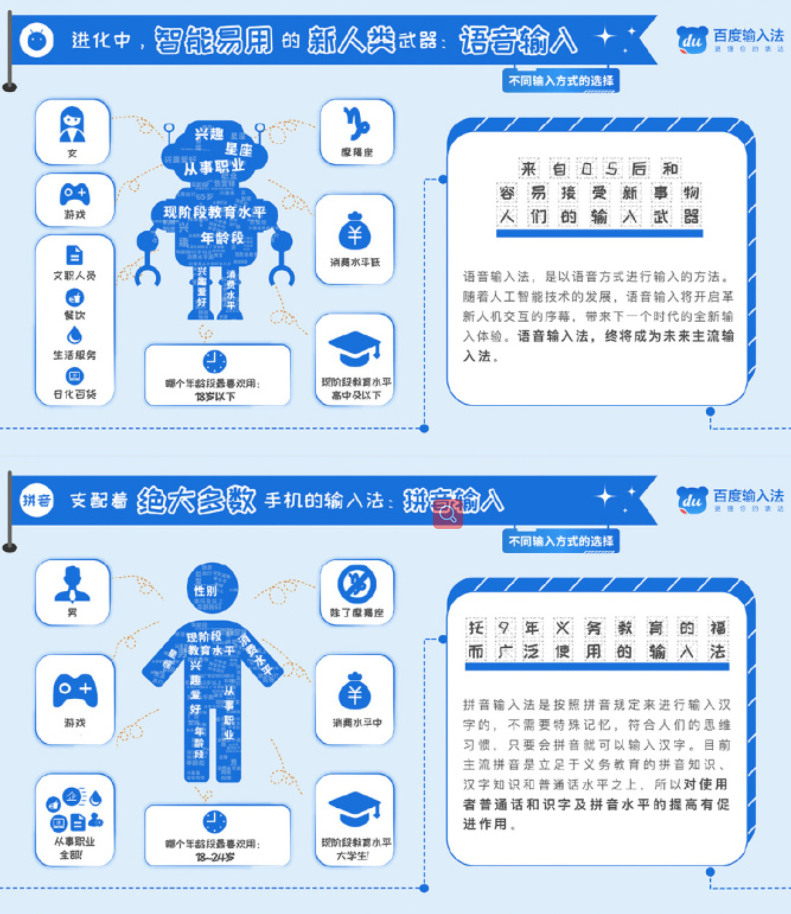 进化中，智能易用的新人类武器：语音输入
du 百度输入法
更懂你的表达
不同输入方式的选择
女
游戏
文职人员
餐饮
生活服务
日化百货
兴趣
星座
从事职业
现阶段教育水平
年龄段
兴趣爱好
消费水平
摩羯座
消费水平低
现阶段教育水平
高中及以下
哪个年龄段最喜欢用：
18岁以下
来自05后和
容易接受新事物
人们的输入武器
语音输入法，是以语音方式进行输入的方法。
随着人工智能技术的发展，语音输入将开启革
新人机交互的序幕，带来下一个时代的全新输
入体验。语音输入法，终将成为未来主流输
入法。
拼音 支配着绝大多数手机的输入法：拼音输入
du 百度输入法
更懂你的表达
不同输入方式的选择
男
游戏
从事职业
全部!
性别
现阶段
教育水平
消费水平
兴趣爱好
从事职业
年龄段
除了摩羯座
消费水平中
现阶段教育水平
大学生!
哪个年龄段最喜欢用：
18-24岁
托9年义务教育的福
而广泛使用的输入法
拼音输入法是按照拼音规定来进行输入汉
字的，不需要特殊记忆，符合人们的思维
习惯，只要会拼音就可以输入汉字。目前
主流拼音是立足于义务教育的拼音知识、
汉字知识和普通话水平之上，所以对使用
者普通话和识字及拼音水平的提高有促
进作用。